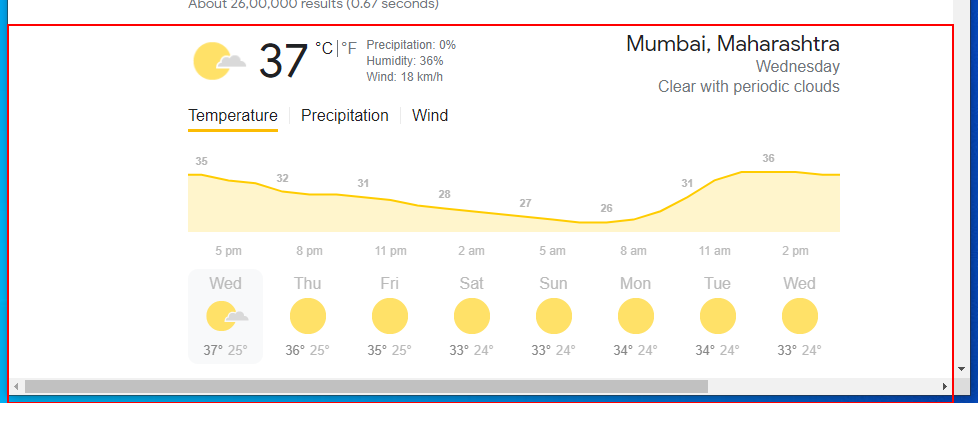 About 26,00,000 results (0.67 seconds)
37 °C | °F
Precipitation: 0%
Humidity: 36%
Wind: 18 km/h
Mumbai, Maharashtra
Wednesday
Clear with periodic clouds
Temperature | Precipitation | Wind
35 32 31 28 27 26 31 36
5 pm 8 pm 11 pm 2 am 5 am 8 am 11 am 2 pm
Wed Thu Fri Sat Sun Mon Tue Wed
37° 25° 36° 25° 35° 25° 33° 24° 33° 24° 34° 24° 34° 24° 33° 24°